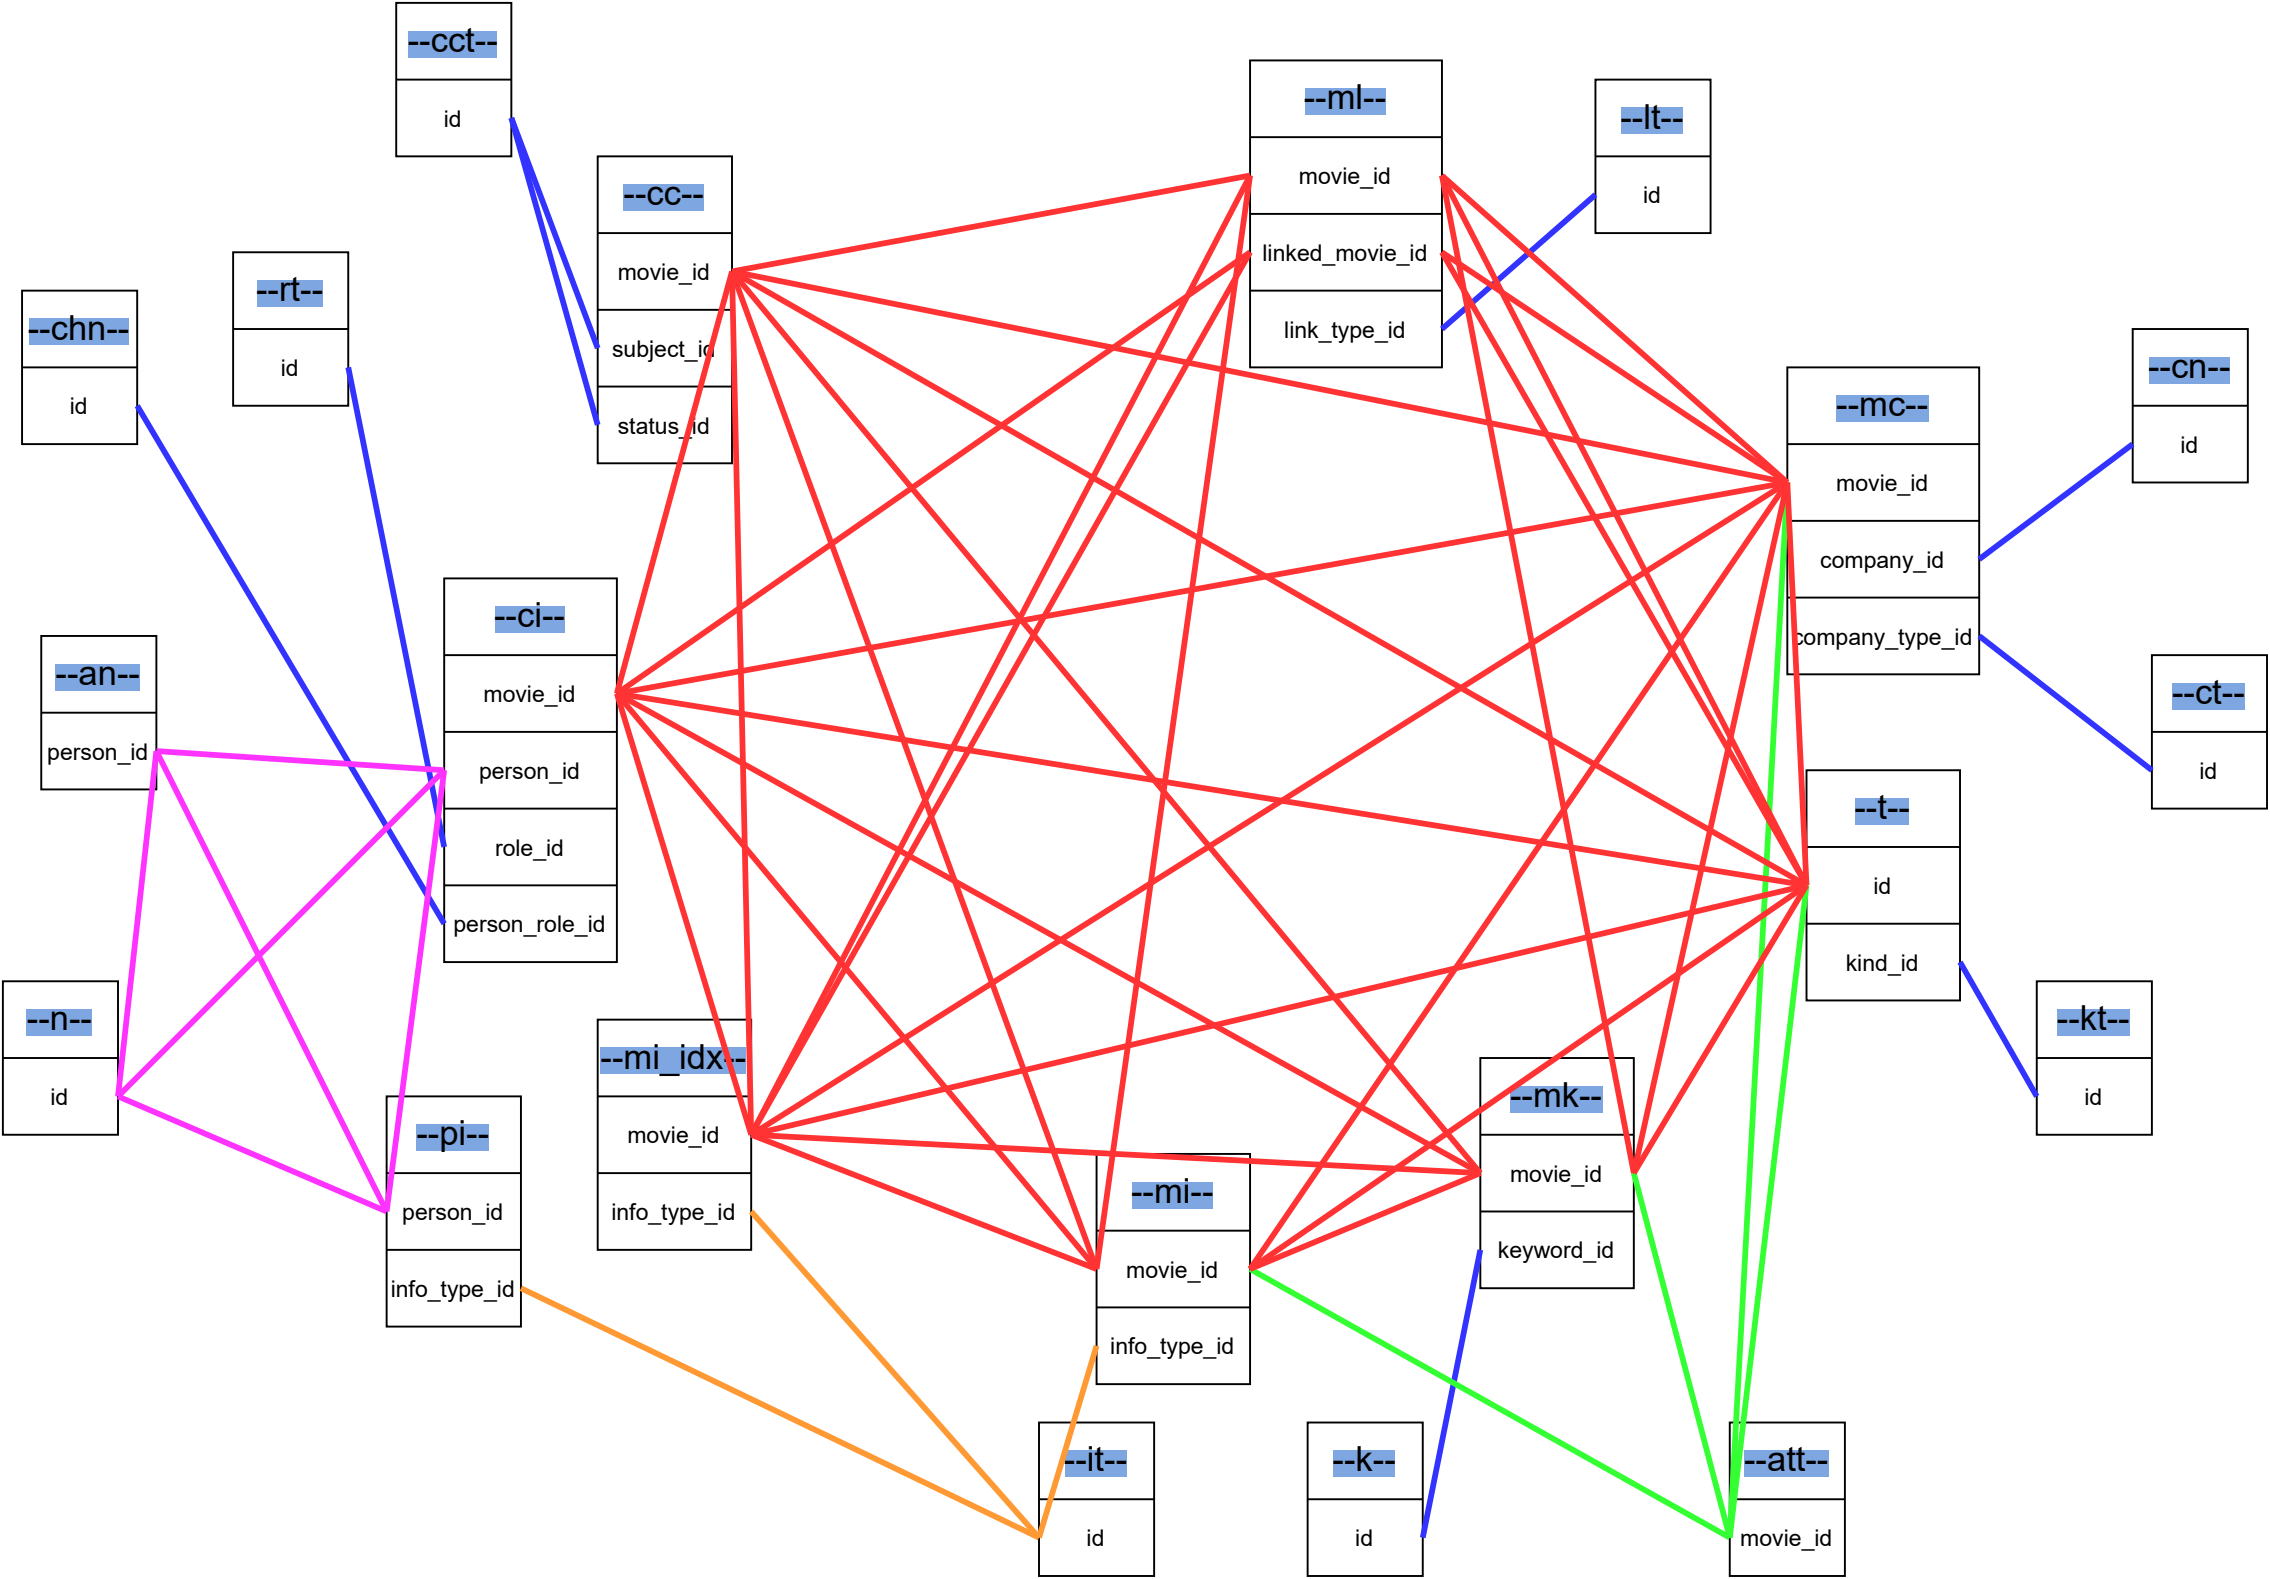 --cct--
id
--cc--
movie_id
subject_id
status_id
--ml--
movie_id
linked_movie_id
link_type_id
--lt--
id
--rt--
id
--chn--
id
--mc--
movie_id
company_id
company_type_id
--cn--
id
--ci--
movie_id
person_id
role_id
person_role_id
--an--
person_id
--ct--
id
--t--
id
kind_id
--n--
id
--kt--
id
--mi_idx--
movie_id
info_type_id
--pi--
person_id
info_type_id
--mk--
movie_id
keyword_id
--mi--
movie_id
info_type_id
--it--
id
--k--
id
--att--
movie_id